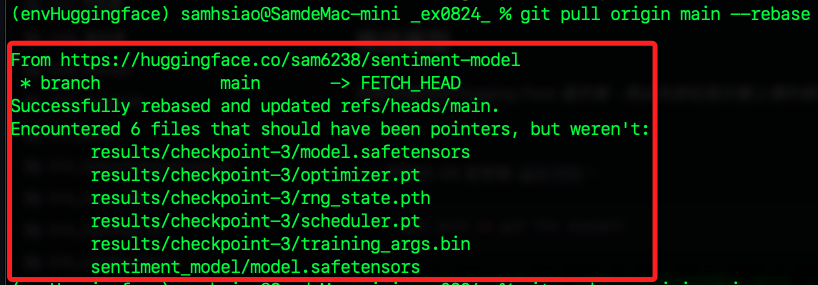 (envHuggingface) samhsiao@SamdeMac-mini _ex0824_ % git pull origin main --rebase
From https://huggingface.co/sam6238/sentiment-model
 * branch            main       -> FETCH_HEAD
Successfully rebased and updated refs/heads/main.
Encountered 6 files that should have been pointers, but weren't:
        results/checkpoint-3/model.safetensors
        results/checkpoint-3/optimizer.pt
        results/checkpoint-3/rng_state.pth
        results/checkpoint-3/scheduler.pt
        results/checkpoint-3/training_args.bin
        sentiment_model/model.safetensors